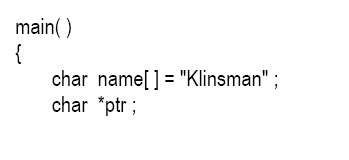 main( )
{
char name[ ] = "Klinsman" ;
char *ptr ;